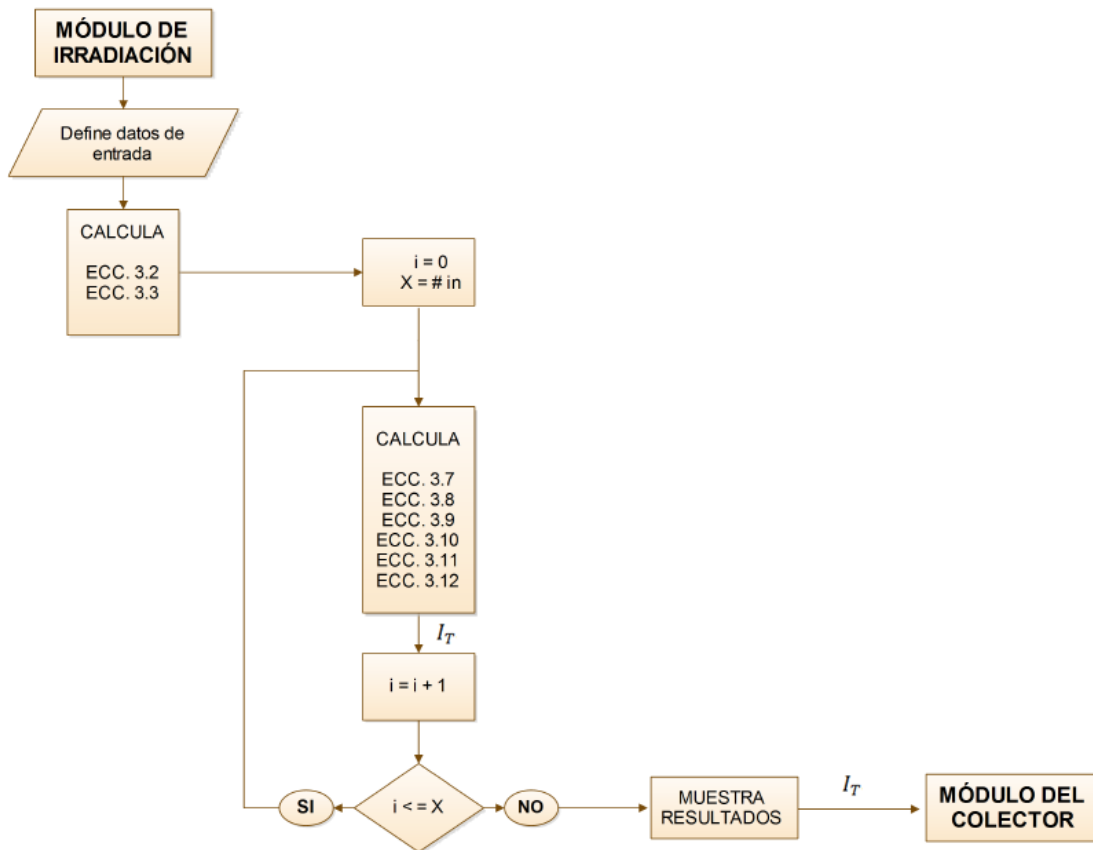 MÓDULO DE
IRRADIACIÓN
Define datos de
entrada
CALCULA
ECC. 3.2
ECC. 3.3
i = 0
X = # in
CALCULA
ECC. 3.7
ECC. 3.8
ECC. 3.9
ECC. 3.10
ECC. 3.11
ECC. 3.12
I_T
i = i + 1
i < = X
SI
NO
MUESTRA
RESULTADOS
I_T
MÓDULO DEL
COLECTOR